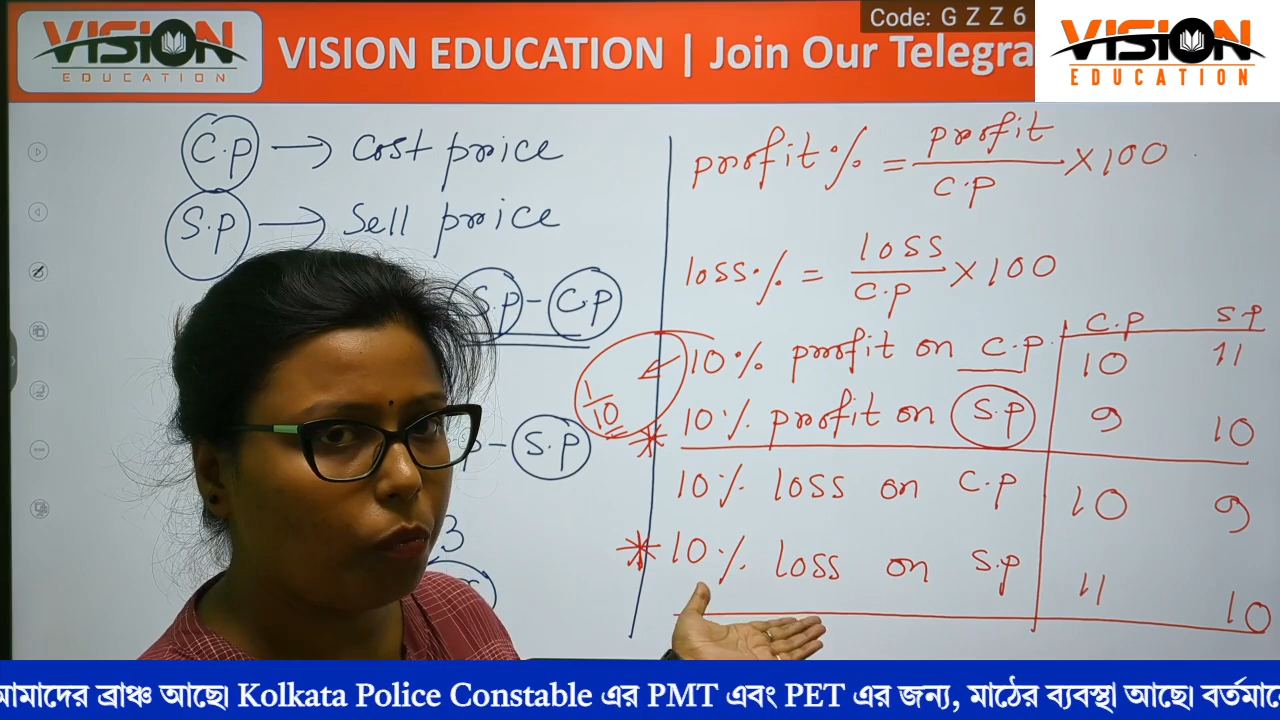 Code: G Z Z 6
VISION
EDUCATION
VISION EDUCATION | Join Our Telegra
VISION
EDUCATION
C.P → Cost price
S.P → Sell price
S.P - C.P
P - S.P
3
profit % = profit / C.P × 100
loss % = loss / C.P × 100
C.P S.P
1/10
10% profit on C.P. 10 11
* 10% profit on S.P 9 10
10% loss on C.P 10 9
* 10% loss on S.P 11 10
আমাদের ব্রাঞ্চ আছে। Kolkata Police Constable এর PMT এবং PET এর জন্য, মাঠের ব্যবস্থা আছে। বর্তমানে